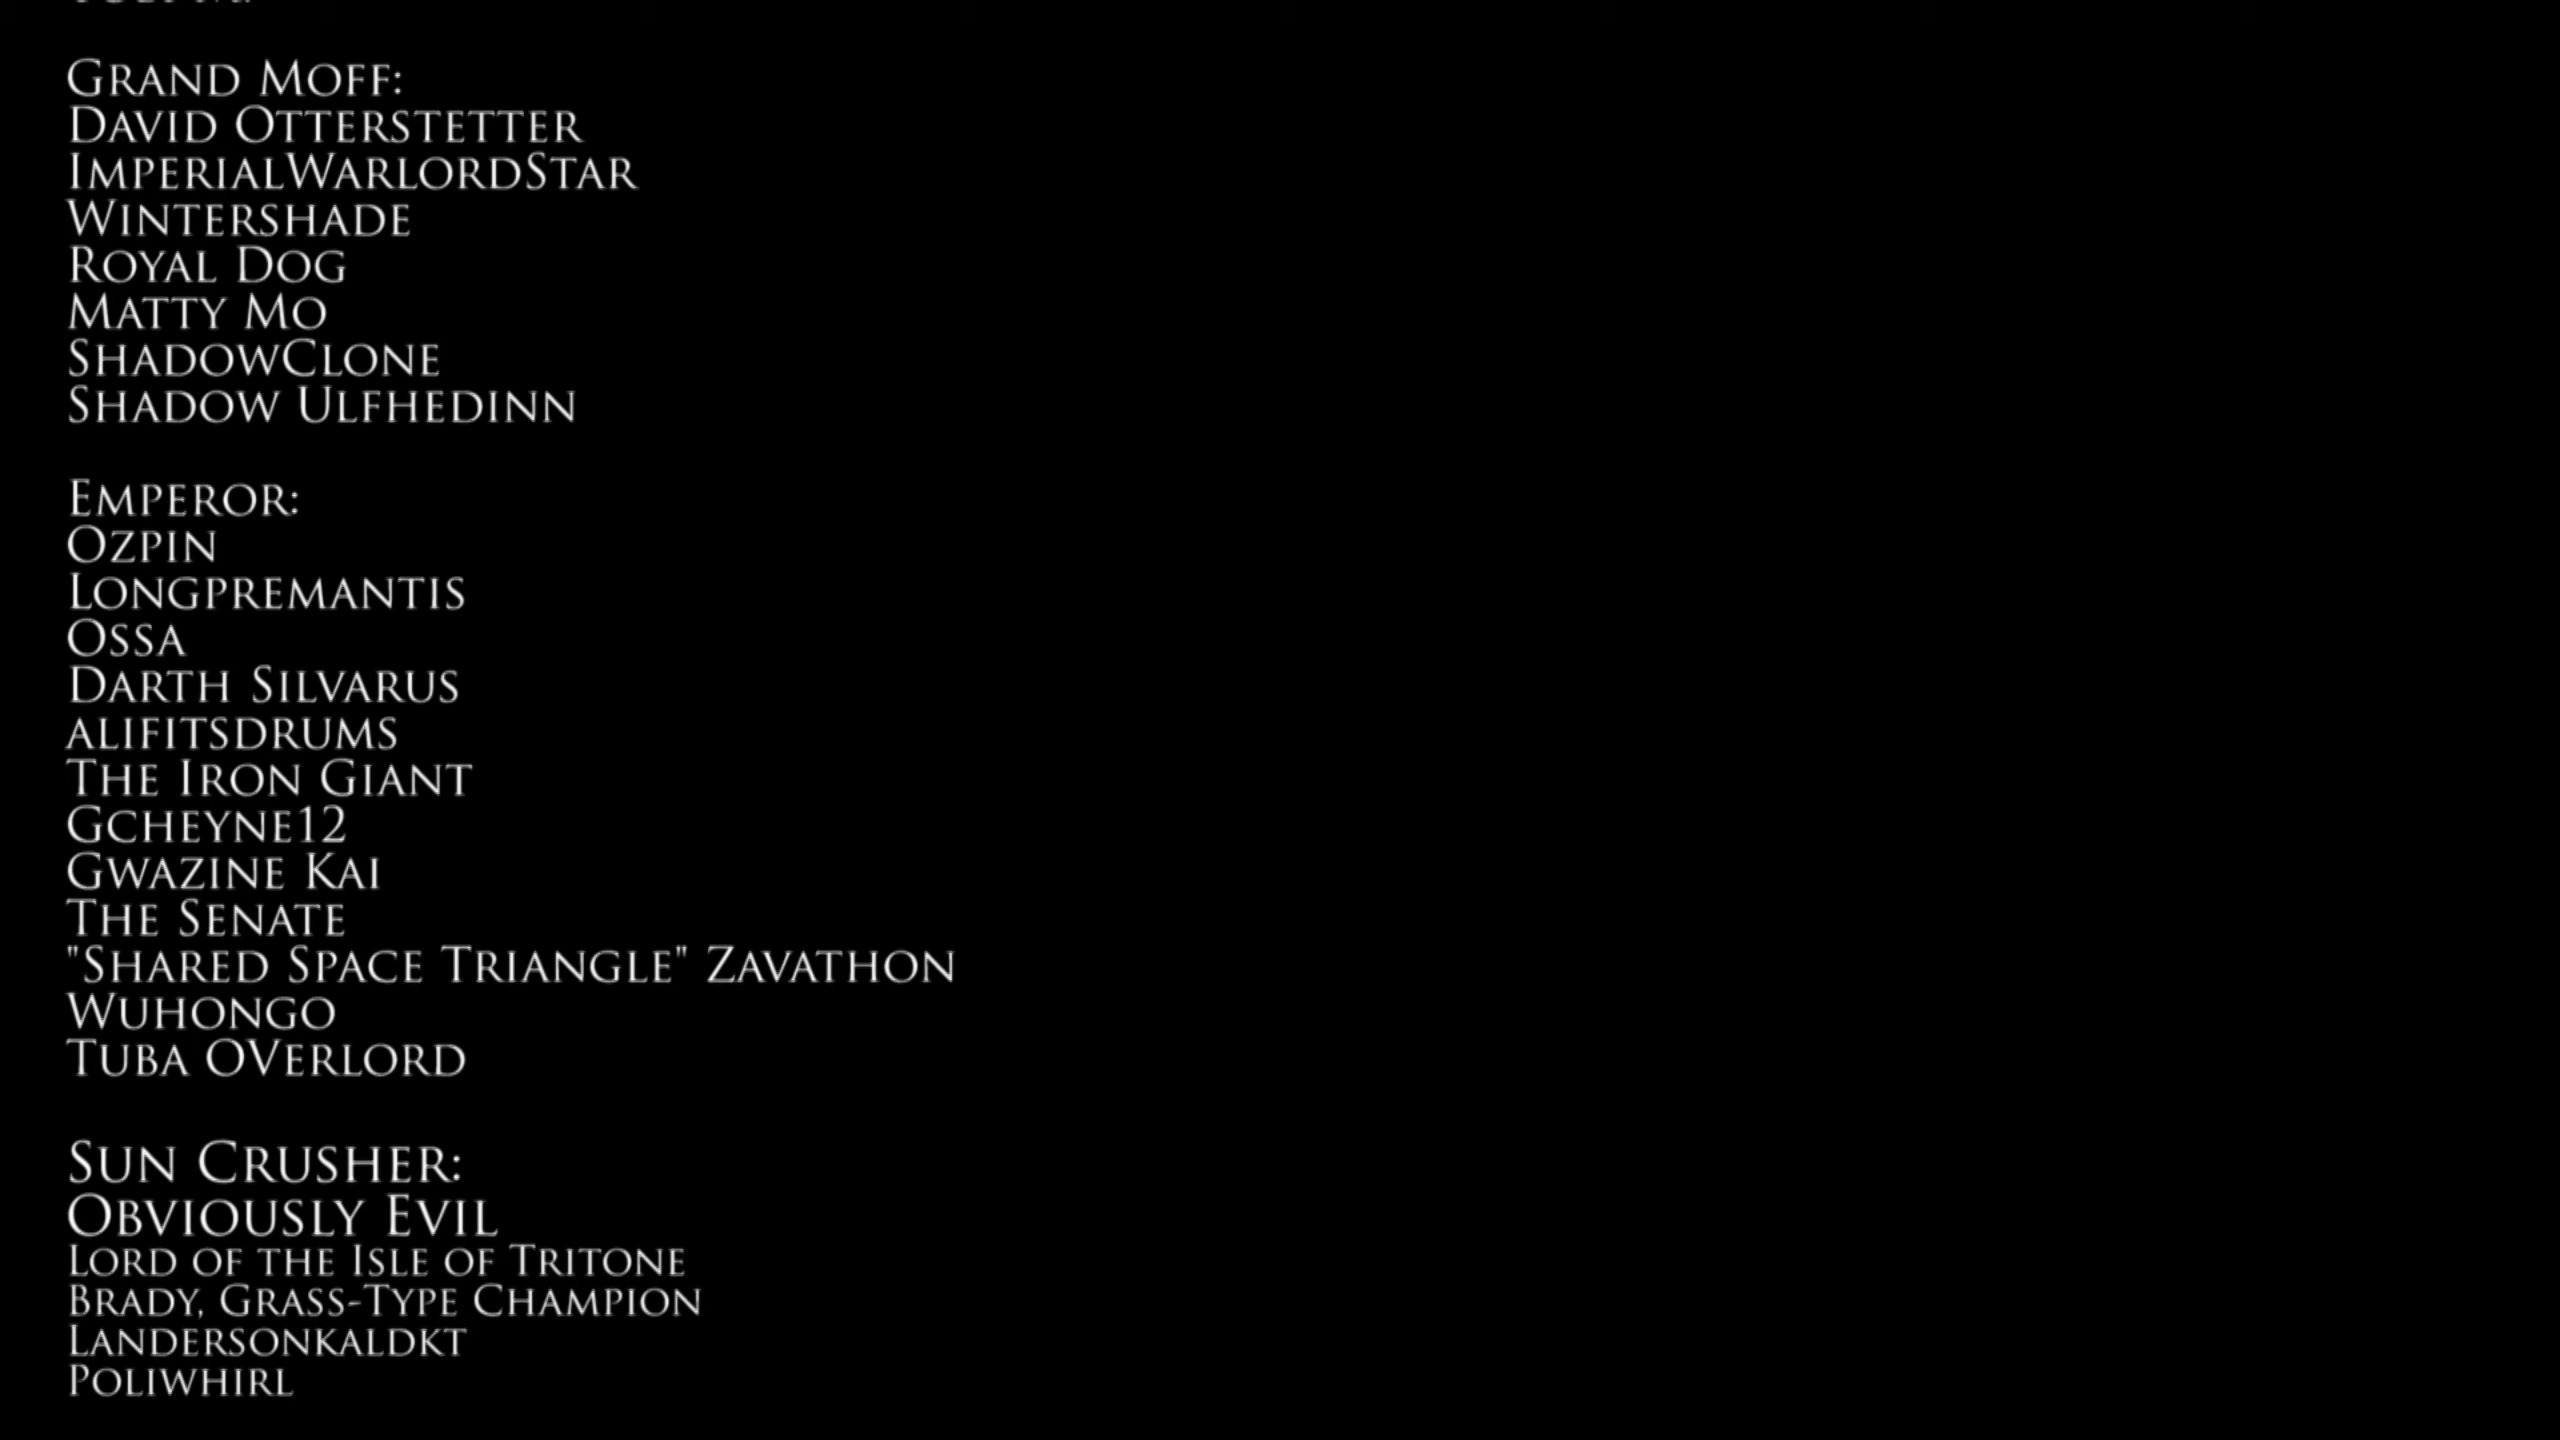 Grand Moff:
David Otterstetter
ImperialWarlordStar
Wintershade
Royal Dog
Matty Mo
ShadowClone
Shadow Ulfhedinn
Emperor:
Ozpin
Longpremantis
Ossa
Darth Silvarus
alifitsdrums
The Iron Giant
Gcheyne12
Gwazine Kai
The Senate
"Shared Space Triangle" Zavathon
Wuhongo
Tuba OVerlord
Sun Crusher:
Obviously Evil
Lord of the Isle of Tritone
Brady, Grass-Type Champion
Landersonkaldkt
Poliwhirl